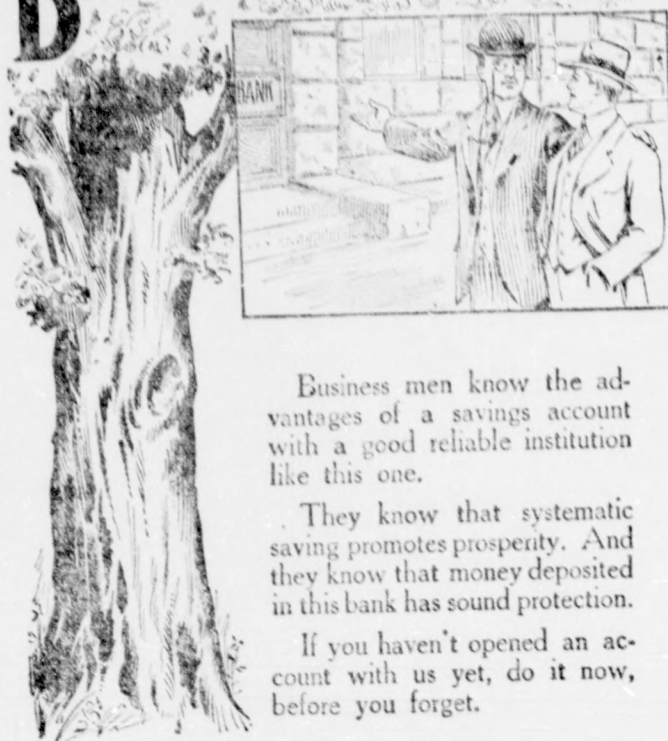 BANK
Business men know the ad-
vantages of a savings account
with a good reliable institution
like this one.
They know that systematic
saving promotes prosperity. And
they know that money deposited
in this bank has sound protection.
If you haven't opened an ac-
count with us yet, do it now,
before you forget.